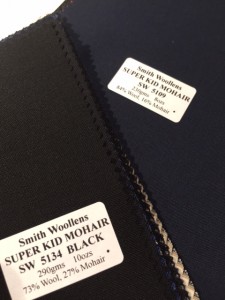 Smith Woollens
SUPER KID MOHAIR
SW 5109
84% Wool, 16% Mohair
Smith Woollens
SUPER KID MOHAIR
SW 5134 BLACK
290gms 10ozs
73% Wool, 27% Mohair